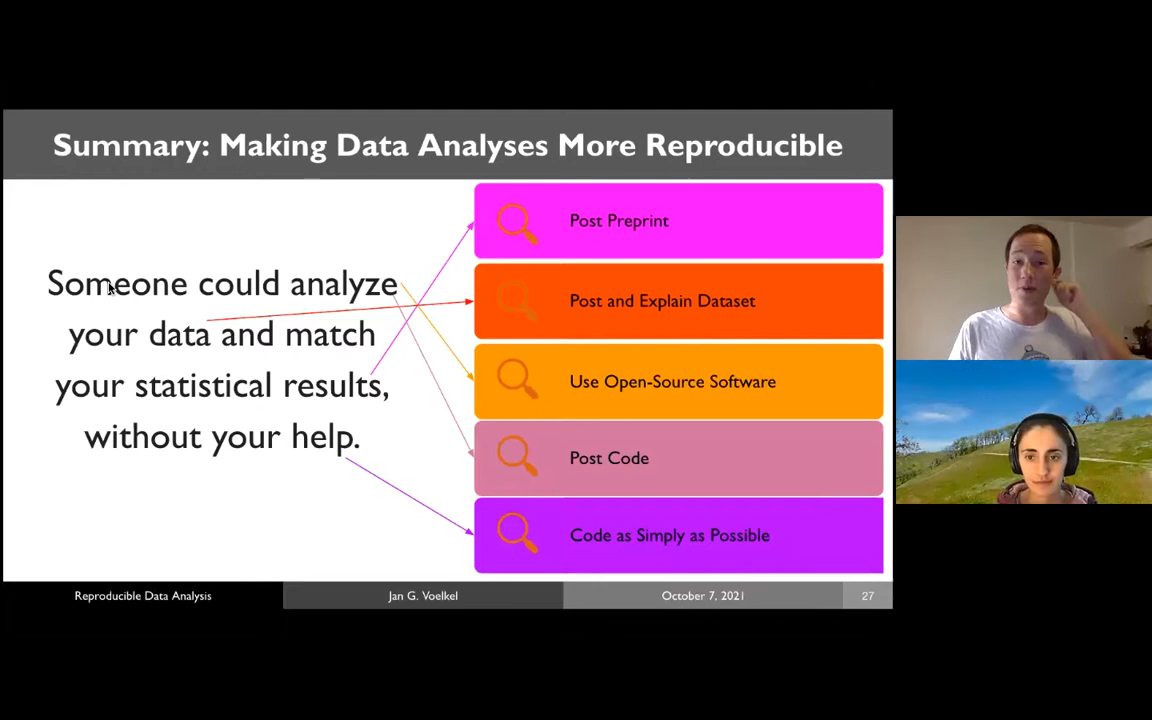 Summary: Making Data Analyses More Reproducible
Someone could analyze
your data and match
your statistical results,
without your help.
Post Preprint
Post and Explain Dataset
Use Open-Source Software
Post Code
Code as Simply as Possible
Reproducible Data Analysis
Jan G. Voelkel
October 7, 2021
27